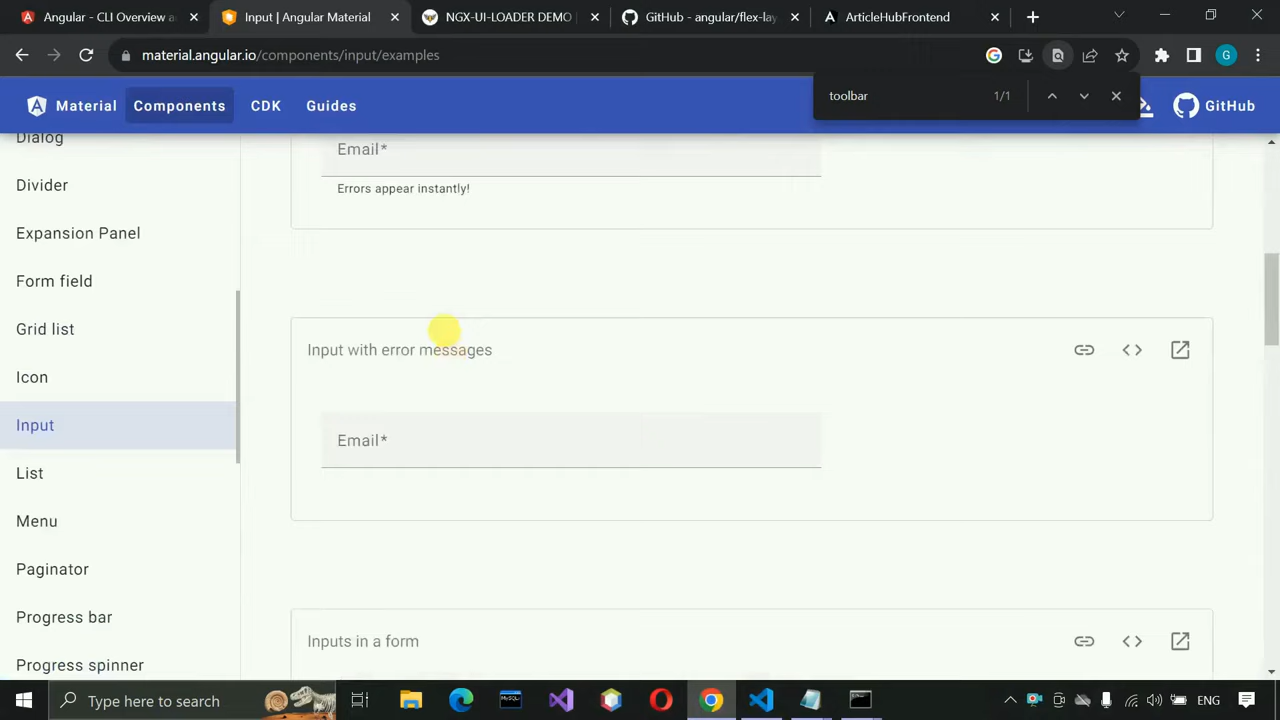 Angular - CLI Overview a
Input | Angular Material
NGX-UI-LOADER DEMO
GitHub - angular/flex-lay
ArticleHubFrontend
material.angular.io/components/input/examples
G
toolbar
1/1
Material
Components
CDK
Guides
GitHub
Dialog
Divider
Expansion Panel
Form field
Grid list
Icon
Input
List
Menu
Paginator
Progress bar
Progress spinner
Email*
Errors appear instantly!
Input with error messages
Email*
Inputs in a form
Type here to search
ENG